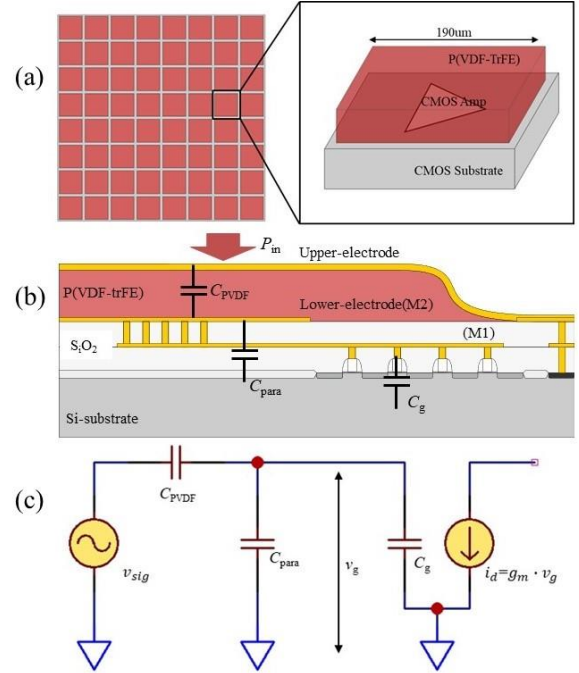 (a)
190um
P(VDF-TrFE)
CMOS Amp
CMOS Substrate
P_in
Upper-electrode
(b)
P(VDF-trFE)
C_PVDF
Lower-electrode(M2)
(M1)
S_iO2
C_para
C_g
Si-substrate
(c)
C_PVDF
v_sig
C_para
v_g
C_g
i_d=g_m · v_g